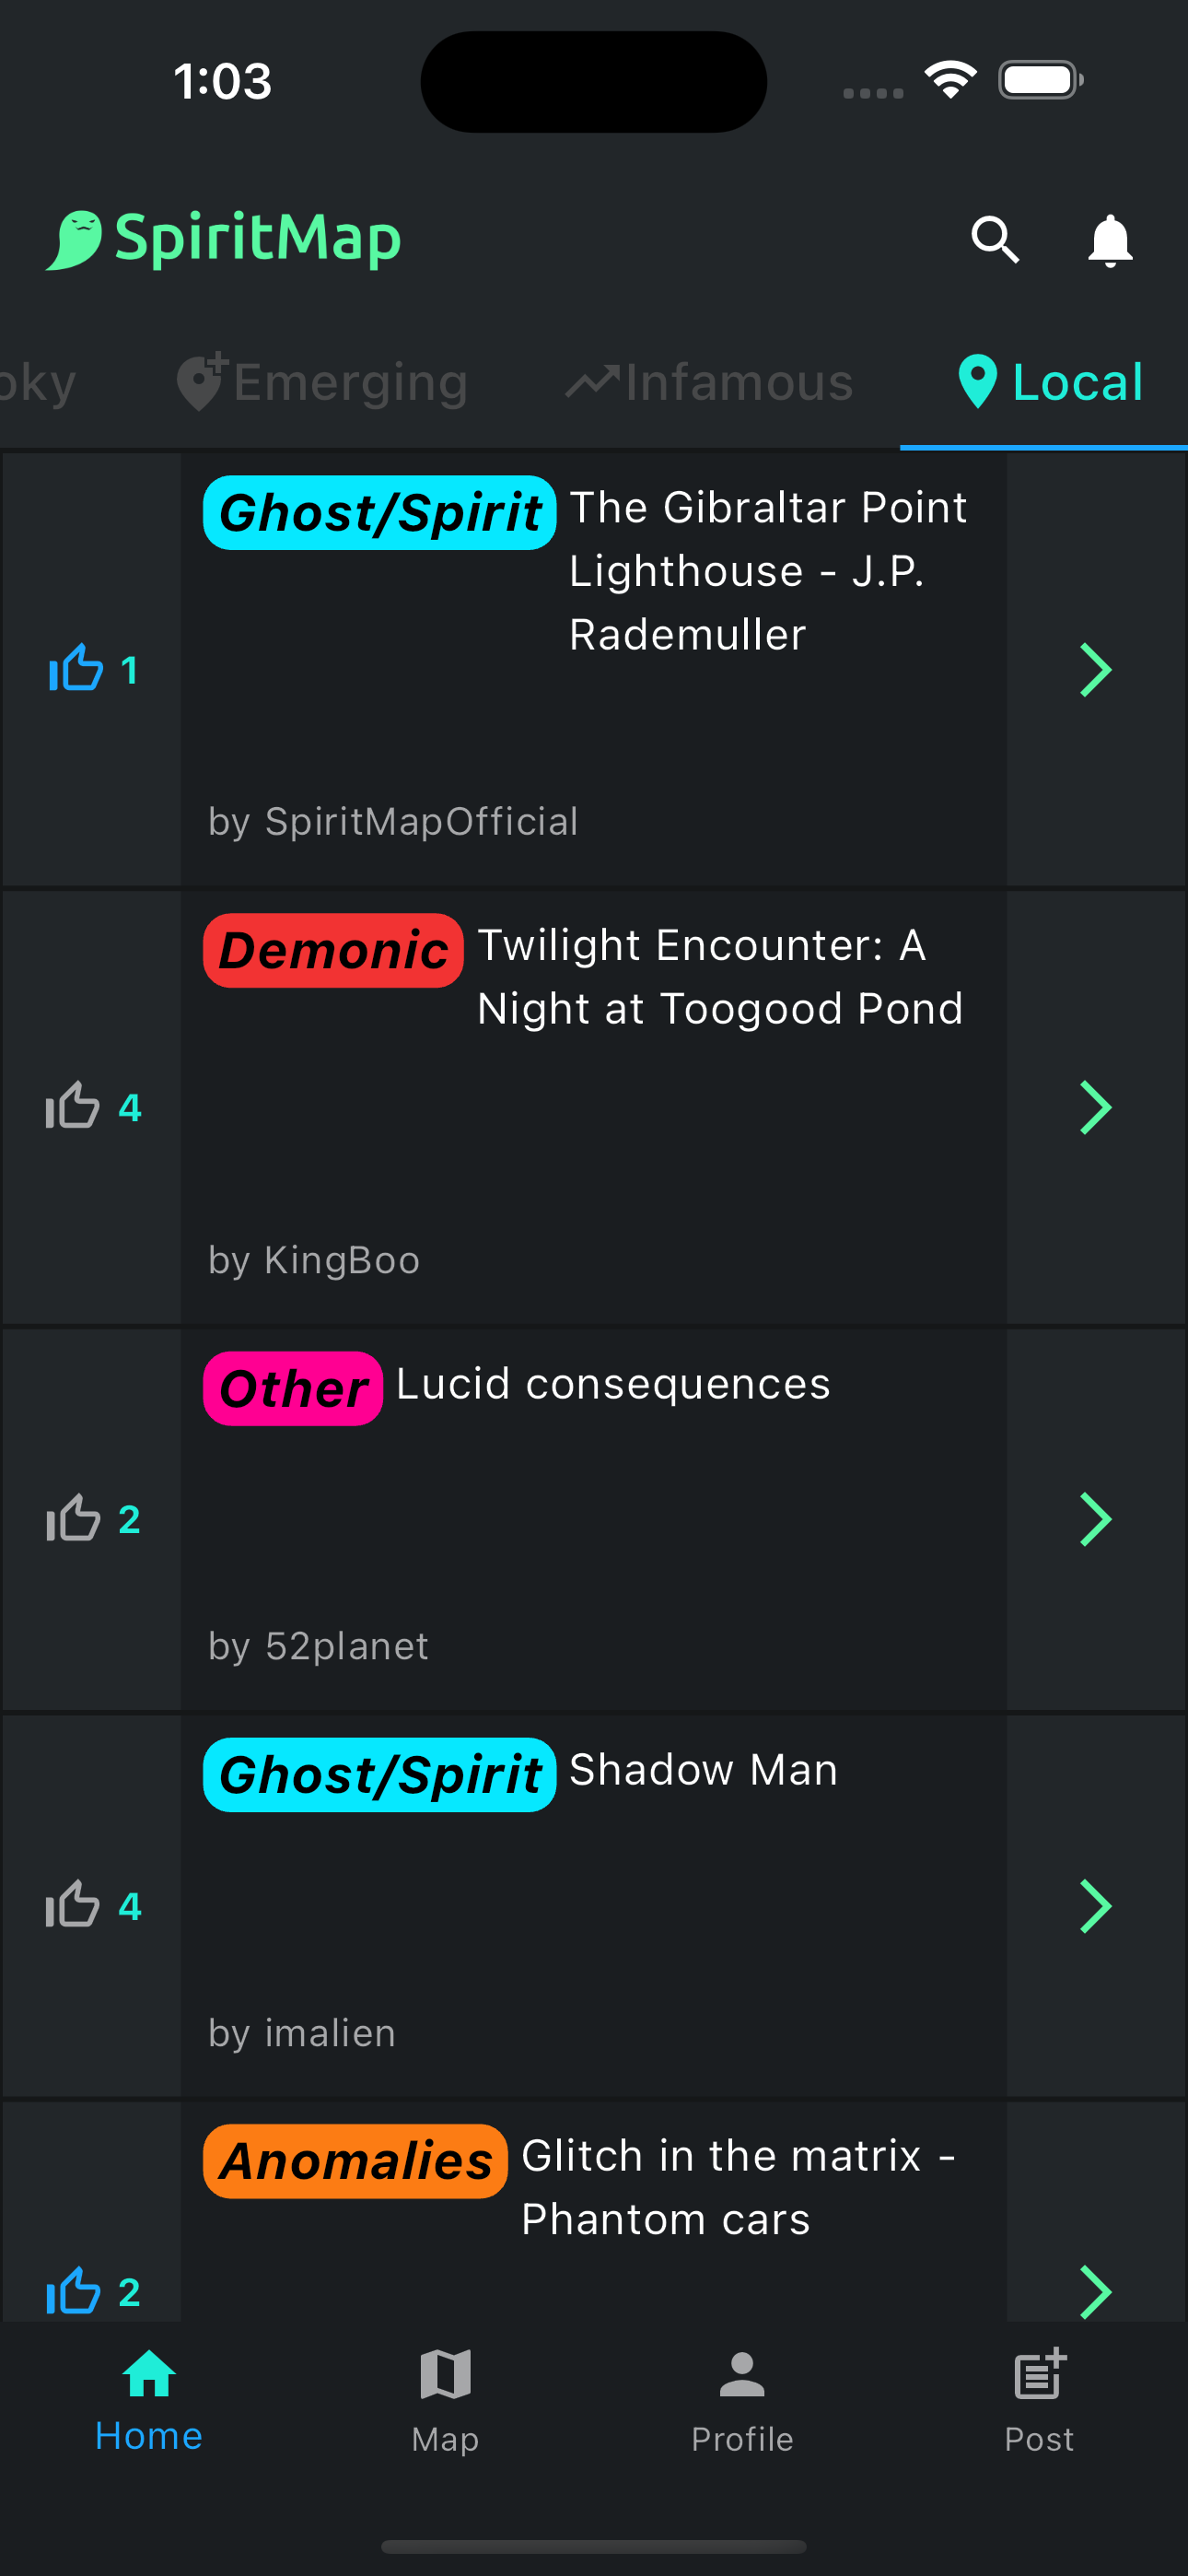 1:03
SpiritMap
oky
Emerging
Infamous
Local
Ghost/Spirit
The Gibraltar Point
Lighthouse - J.P.
Rademuller
1
by SpiritMapOfficial
Demonic
Twilight Encounter: A
Night at Toogood Pond
4
by KingBoo
Other
Lucid consequences
2
by 52planet
Ghost/Spirit
Shadow Man
4
by imalien
Anomalies
Glitch in the matrix -
Phantom cars
2
Home
Map
Profile
Post